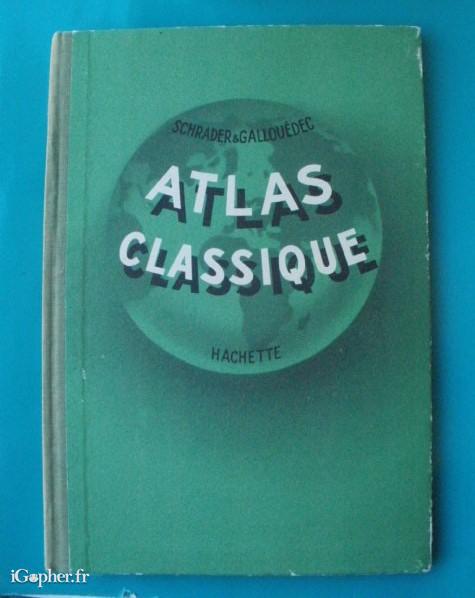 SCHRADER&GALLOUÉDEC
ATLAS
CLASSIQUE
HACHETTE
iGopher.fr